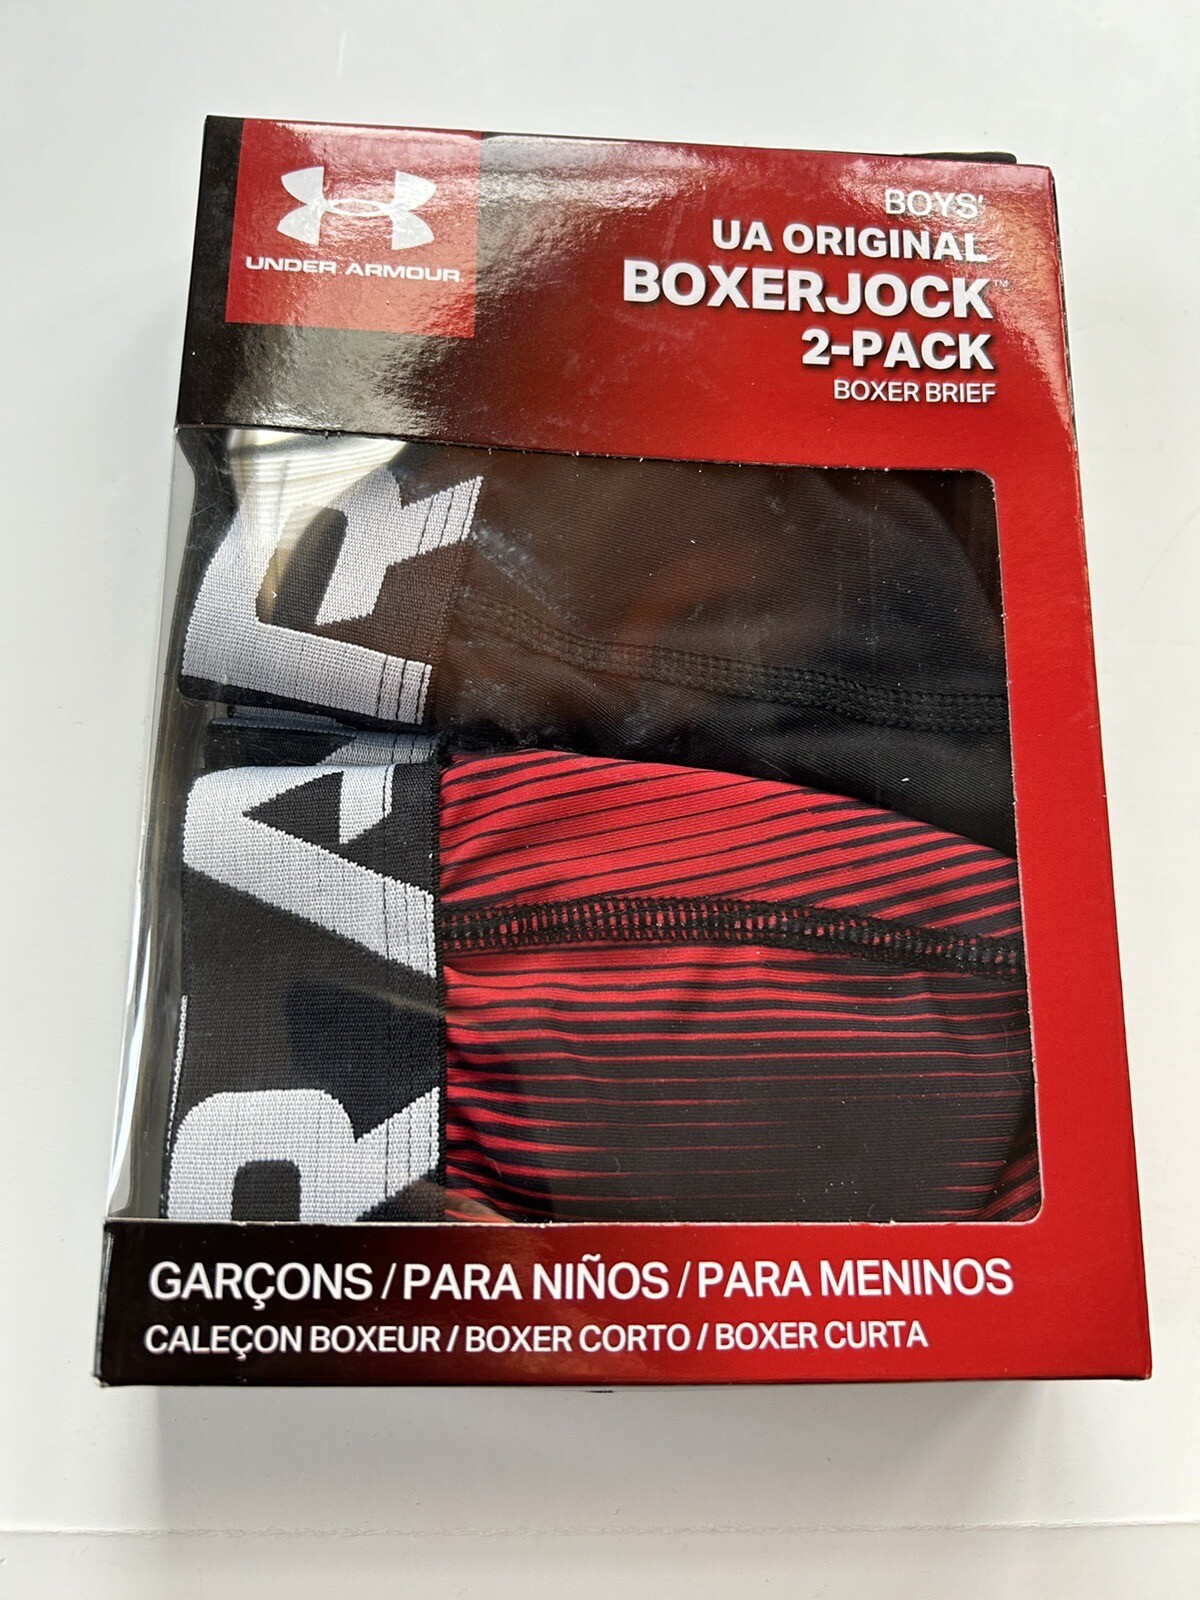 UNDER ARMOUR
BOYS'
UA ORIGINAL
BOXERJOCK™
2-PACK
BOXER BRIEF
GARÇONS / PARA NIÑOS / PARA MENINOS
CALEÇON BOXEUR / BOXER CORTO / BOXER CURTA